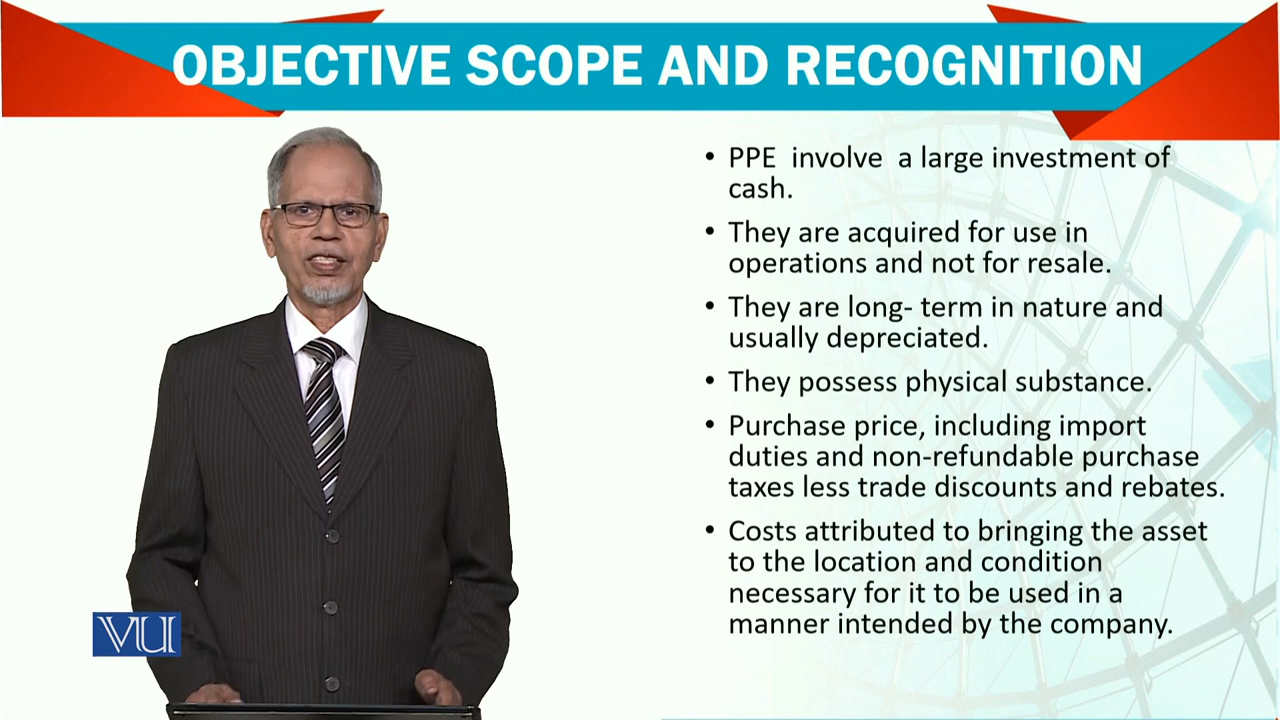 OBJECTIVE SCOPE AND RECOGNITION
• PPE involve a large investment of
cash.
• They are acquired for use in
operations and not for resale.
• They are long- term in nature and
usually depreciated.
• They possess physical substance.
• Purchase price, including import
duties and non-refundable purchase
taxes less trade discounts and rebates.
• Costs attributed to bringing the asset
to the location and condition
necessary for it to be used in a
manner intended by the company.
VU